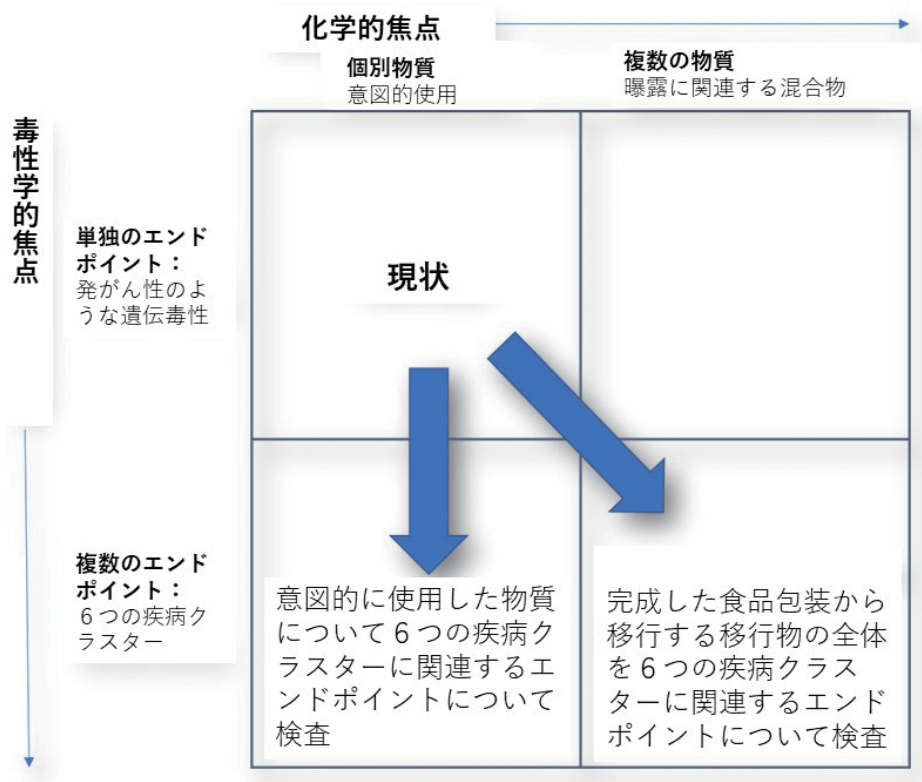 化学的焦点
個別物質
意図的使用
複数の物質
曝露に関連する混合物
毒性学的焦点
単独のエンド
ポイント：
発がん性のよ
うな遺伝毒性
現状
複数のエンド
ポイント：
６つの疾病ク
ラスター
意図的に使用した物質
について６つの疾病ク
ラスターに関連するエ
ンドポイントについて
検査
完成した食品包装から
移行する移行物の全体
を６つの疾病クラス
ターに関連するエンド
ポイントについて検査